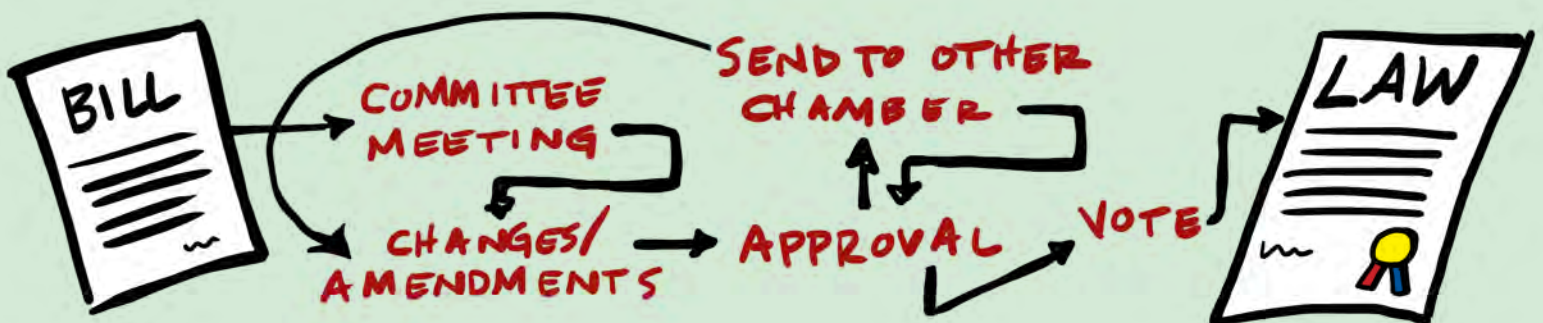 BILL
COMMITTEE
MEETING
CHANGES/
AMENDMENTS
SEND TO OTHER
CHAMBER
APPROVAL
VOTE
LAW